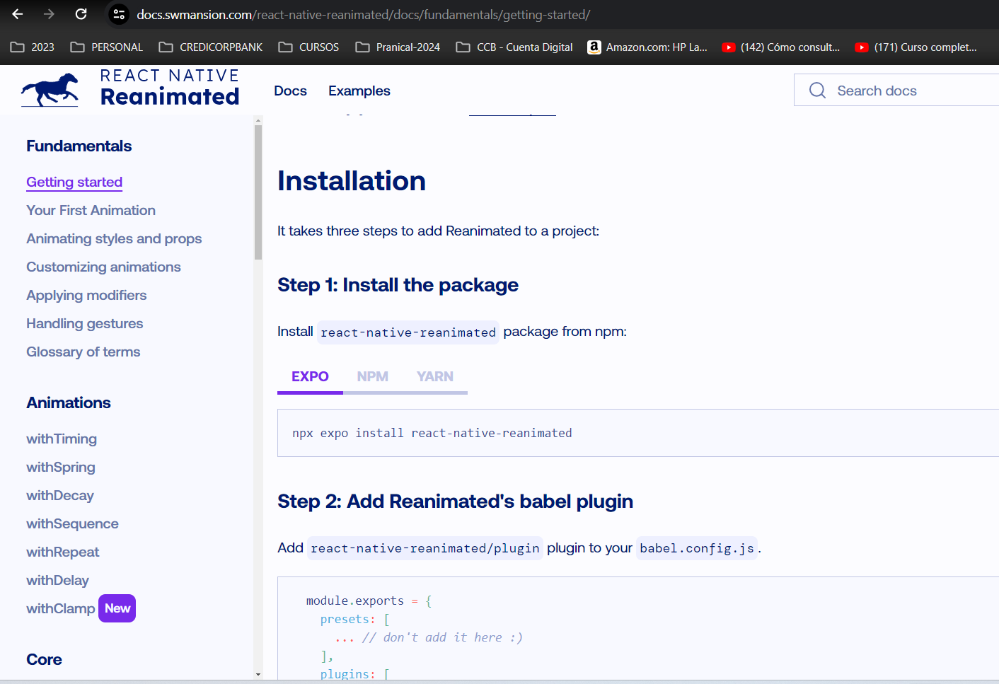 docs.swmansion.com/react-native-reanimated/docs/fundamentals/getting-started/
2023 PERSONAL CREDICORPBANK CURSOS Pranical-2024 CCB - Cuenta Digital Amazon.com: HP La... (142) Cómo consult... (171) Curso complet...
REACT NATIVE
Reanimated
Docs Examples
Search docs
Fundamentals
Getting started
Your First Animation
Animating styles and props
Customizing animations
Applying modifiers
Handling gestures
Glossary of terms
Animations
withTiming
withSpring
withDecay
withSequence
withRepeat
withDelay
withClamp New
Core
Installation
It takes three steps to add Reanimated to a project:
Step 1: Install the package
Install react-native-reanimated package from npm:
EXPO NPM YARN
npx expo install react-native-reanimated
Step 2: Add Reanimated's babel plugin
Add react-native-reanimated/plugin plugin to your babel.config.js.
module.exports = {
presets: [
... // don't add it here :)
],
plugins: [